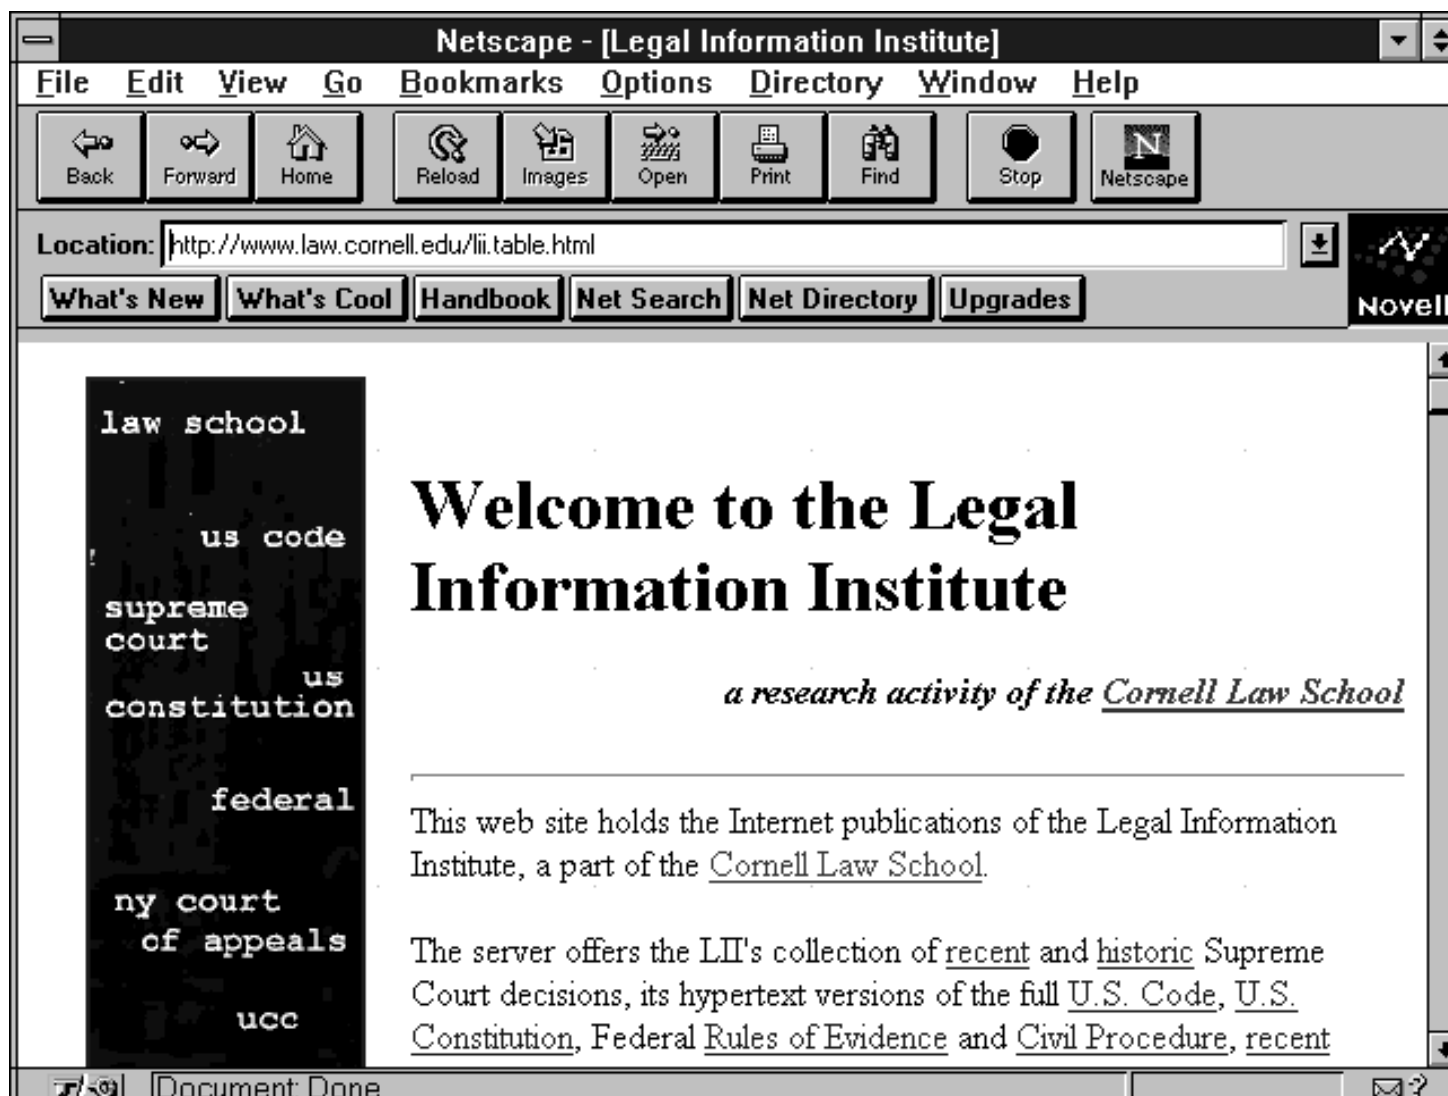 Netscape - [Legal Information Institute]
File Edit View Go Bookmarks Options Directory Window Help
Back Forward Home Reload Images Open Print Find Stop N Netscape
Location: http://www.law.cornell.edu/lii.table.html
What's New What's Cool Handbook Net Search Net Directory Upgrades
Novell
law school
us code
supreme
court
us
constitution
federal
ny court
of appeals
ucc
Welcome to the Legal
Information Institute
a research activity of the Cornell Law School
This web site holds the Internet publications of the Legal Information
Institute, a part of the Cornell Law School.
The server offers the LII's collection of recent and historic Supreme
Court decisions, its hypertext versions of the full U.S. Code, U.S.
Constitution, Federal Rules of Evidence and Civil Procedure, recent
Document: Done
?